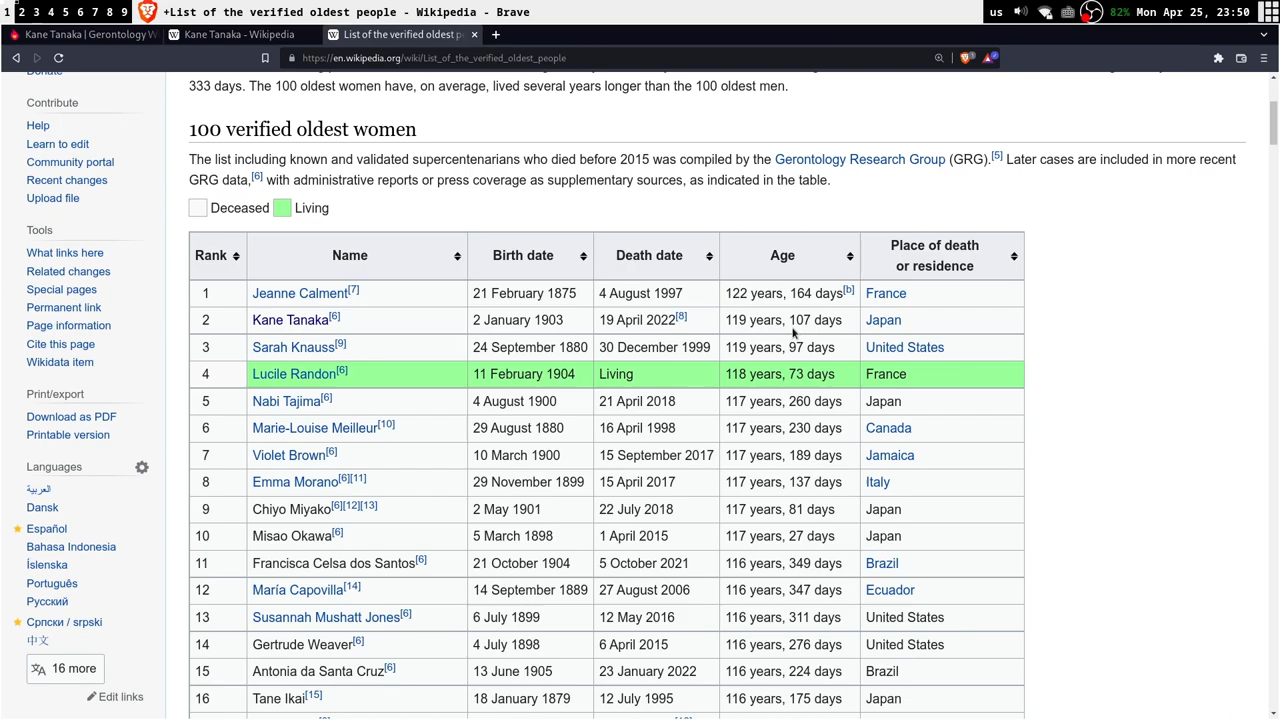 1 2 3 4 5 6 7 8 9 +List of the verified oldest people - Wikipedia - Brave us 82% Mon Apr 25, 23:50
Kane Tanaka | Gerontology W Kane Tanaka - Wikipedia List of the verified oldest p × +
https://en.wikipedia.org/wiki/List_of_the_verified_oldest_people
333 days. The 100 oldest women have, on average, lived several years longer than the 100 oldest men.
Contribute
Help
Learn to edit
Community portal
Recent changes
Upload file
Tools
What links here
Related changes
Special pages
Permanent link
Page information
Cite this page
Wikidata item
Print/export
Download as PDF
Printable version
Languages
العربية
Dansk
Español
Bahasa Indonesia
Íslenska
Português
Русский
Српски / srpski
中文
16 more
Edit links
100 verified oldest women
The list including known and validated supercentenarians who died before 2015 was compiled by the Gerontology Research Group (GRG).[5] Later cases are included in more recent
GRG data,[6] with administrative reports or press coverage as supplementary sources, as indicated in the table.
Deceased Living
Rank Name Birth date Death date Age Place of death or residence
1 Jeanne Calment[7] 21 February 1875 4 August 1997 122 years, 164 days[b] France
2 Kane Tanaka[6] 2 January 1903 19 April 2022[8] 119 years, 107 days Japan
3 Sarah Knauss[9] 24 September 1880 30 December 1999 119 years, 97 days United States
4 Lucile Randon[6] 11 February 1904 Living 118 years, 73 days France
5 Nabi Tajima[6] 4 August 1900 21 April 2018 117 years, 260 days Japan
6 Marie-Louise Meilleur[10] 29 August 1880 16 April 1998 117 years, 230 days Canada
7 Violet Brown[6] 10 March 1900 15 September 2017 117 years, 189 days Jamaica
8 Emma Morano[6][11] 29 November 1899 15 April 2017 117 years, 137 days Italy
9 Chiyo Miyako[6][12][13] 2 May 1901 22 July 2018 117 years, 81 days Japan
10 Misao Okawa[6] 5 March 1898 1 April 2015 117 years, 27 days Japan
11 Francisca Celsa dos Santos[6] 21 October 1904 5 October 2021 116 years, 349 days Brazil
12 María Capovilla[14] 14 September 1889 27 August 2006 116 years, 347 days Ecuador
13 Susannah Mushatt Jones[6] 6 July 1899 12 May 2016 116 years, 311 days United States
14 Gertrude Weaver[6] 4 July 1898 6 April 2015 116 years, 276 days United States
15 Antonia da Santa Cruz[6] 13 June 1905 23 January 2022 116 years, 224 days Brazil
16 Tane Ikai[15] 18 January 1879 12 July 1995 116 years, 175 days Japan